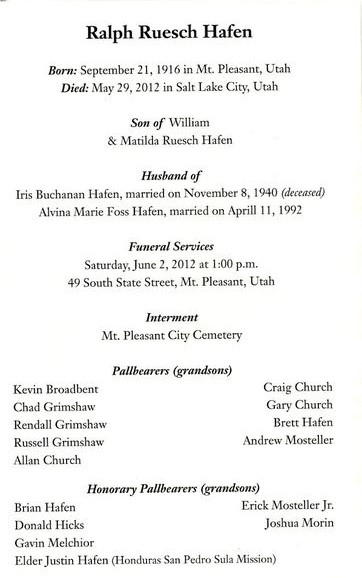 Ralph Ruesch Hafen
Born: September 21, 1916 in Mt. Pleasant, Utah
Died: May 29, 2012 in Salt Lake City, Utah
Son of William
& Matilda Ruesch Hafen
Husband of
Iris Buchanan Hafen, married on November 8, 1940 (deceased)
Alvina Marie Foss Hafen, married on Aprill 11, 1992
Funeral Services
Saturday, June 2, 2012 at 1:00 p.m.
49 South State Street, Mt. Pleasant, Utah
Interment
Mt. Pleasant City Cemetery
Pallbearers (grandsons)
Kevin Broadbent
Chad Grimshaw
Rendall Grimshaw
Russell Grimshaw
Allan Church
Craig Church
Gary Church
Brett Hafen
Andrew Mosteller
Honorary Pallbearers (grandsons)
Brian Hafen
Donald Hicks
Gavin Melchior
Erick Mosteller Jr.
Joshua Morin
Elder Justin Hafen (Honduras San Pedro Sula Mission)